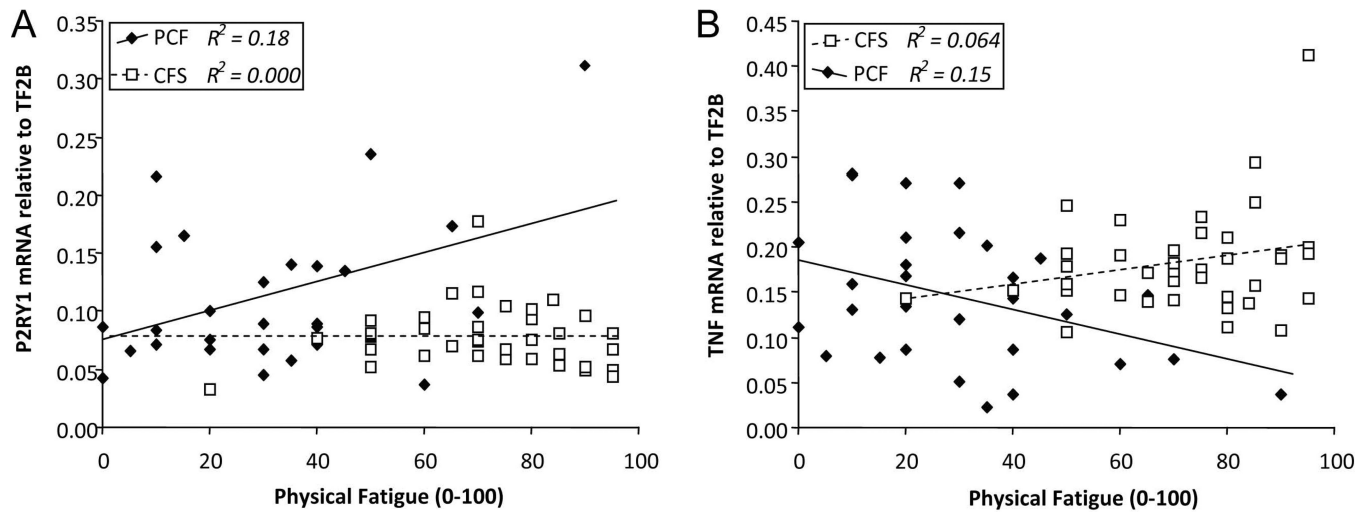 A
P2RY1 mRNA relative to TF2B
0.35
0.30
0.25
0.20
0.15
0.10
0.05
0.00
PCF R² = 0.18
CFS R² = 0.000
0 20 40 60 80 100
Physical Fatigue (0-100)
B
TNF mRNA relative to TF2B
0.45
0.40
0.35
0.30
0.25
0.20
0.15
0.10
0.05
0.00
CFS R² = 0.064
PCF R² = 0.15
0 20 40 60 80 100
Physical Fatigue (0-100)